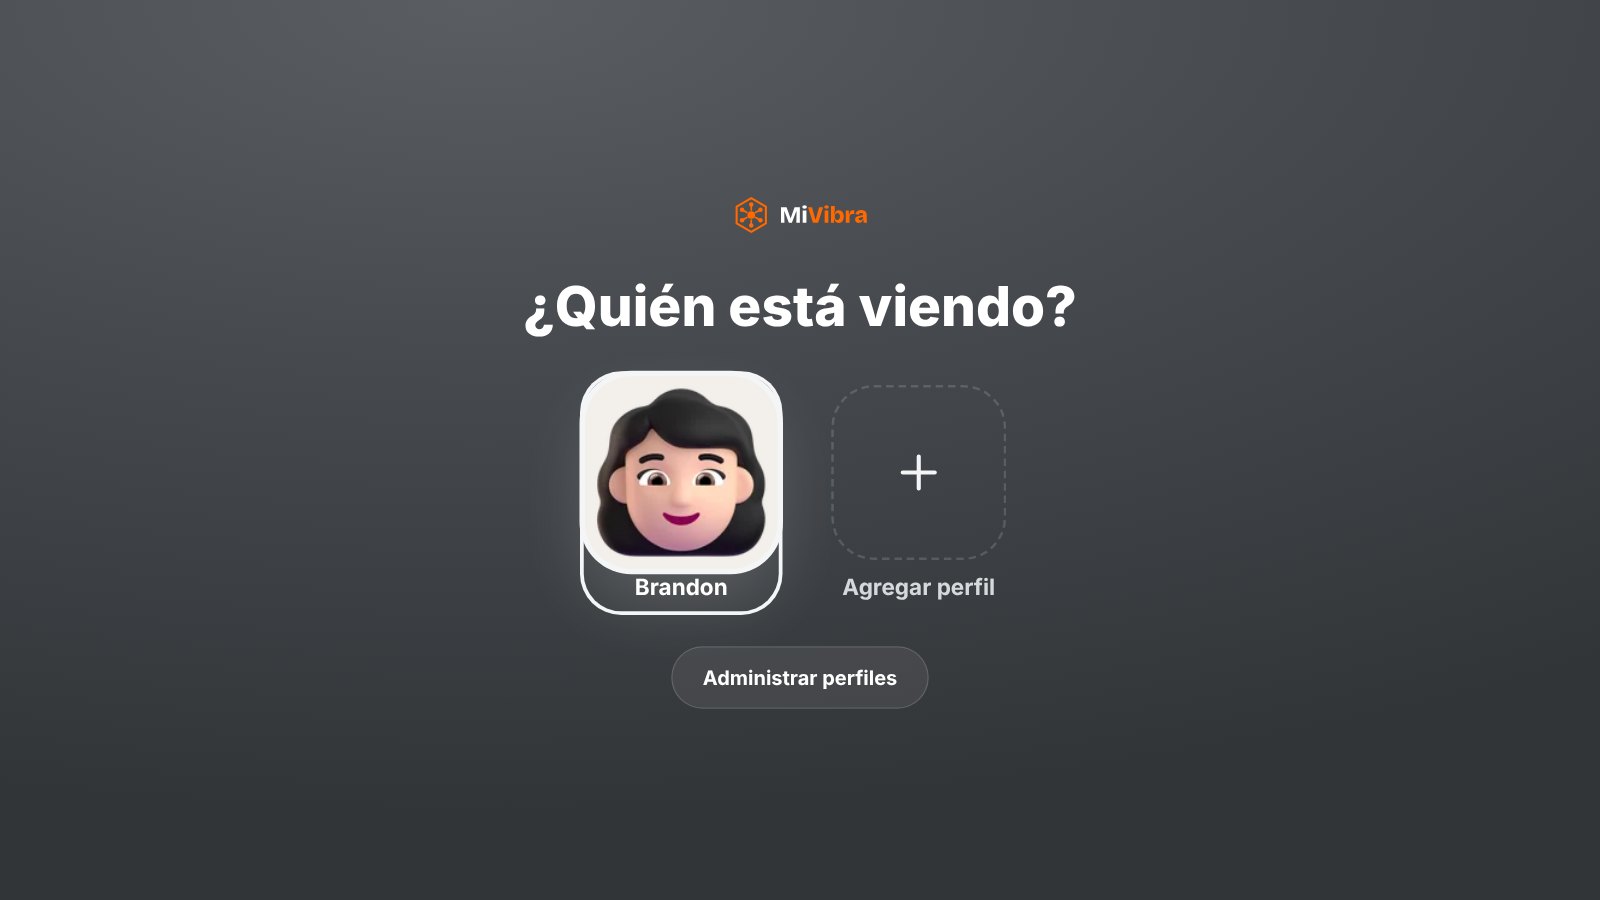 MiVibra
¿Quién está viendo?
Brandon
Agregar perfil
Administrar perfiles